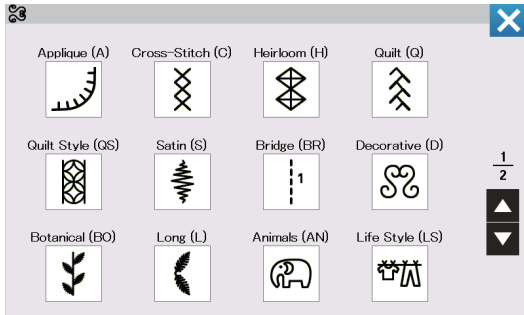 Applique (A) Cross-Stitch (C) Heirloom (H) Quilt (Q)
Quilt Style (QS) Satin (S) Bridge (BR) Decorative (D)
1
1
2
Botanical (BO) Long (L) Animals (AN) Life Style (LS)